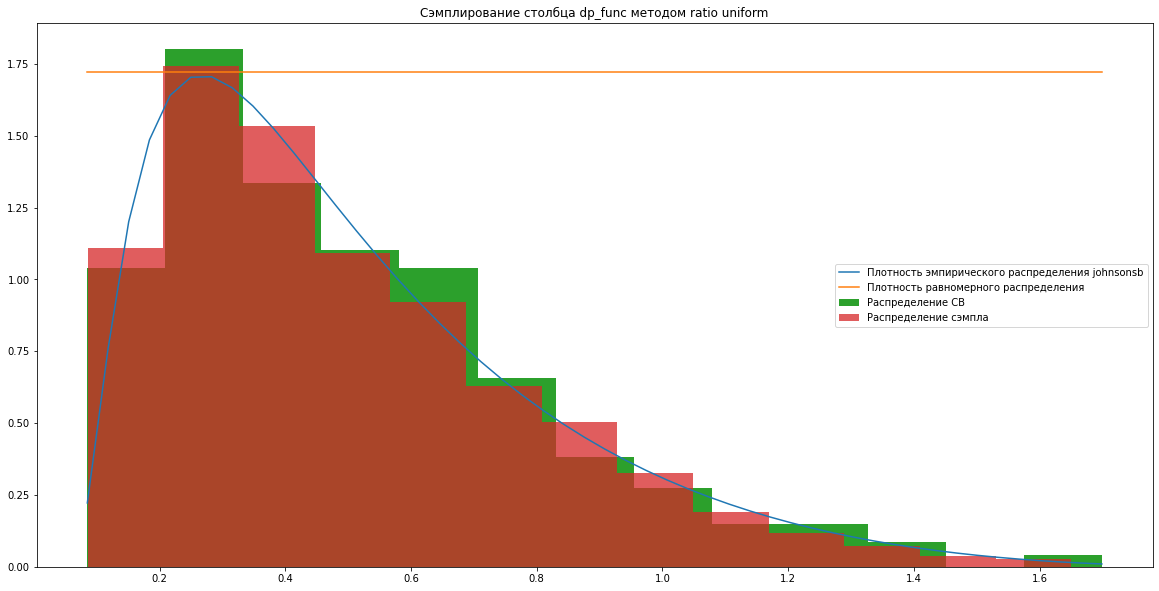 Сэмплирование столбца dp_func методом ratio uniform
1.75
1.50
1.25
1.00
0.75
0.50
0.25
0.00
Плотность эмпирического распределения johnsonsb
Плотность равномерного распределения
Распределение СВ
Распределение сэмпла
0.2 0.4 0.6 0.8 1.0 1.2 1.4 1.6